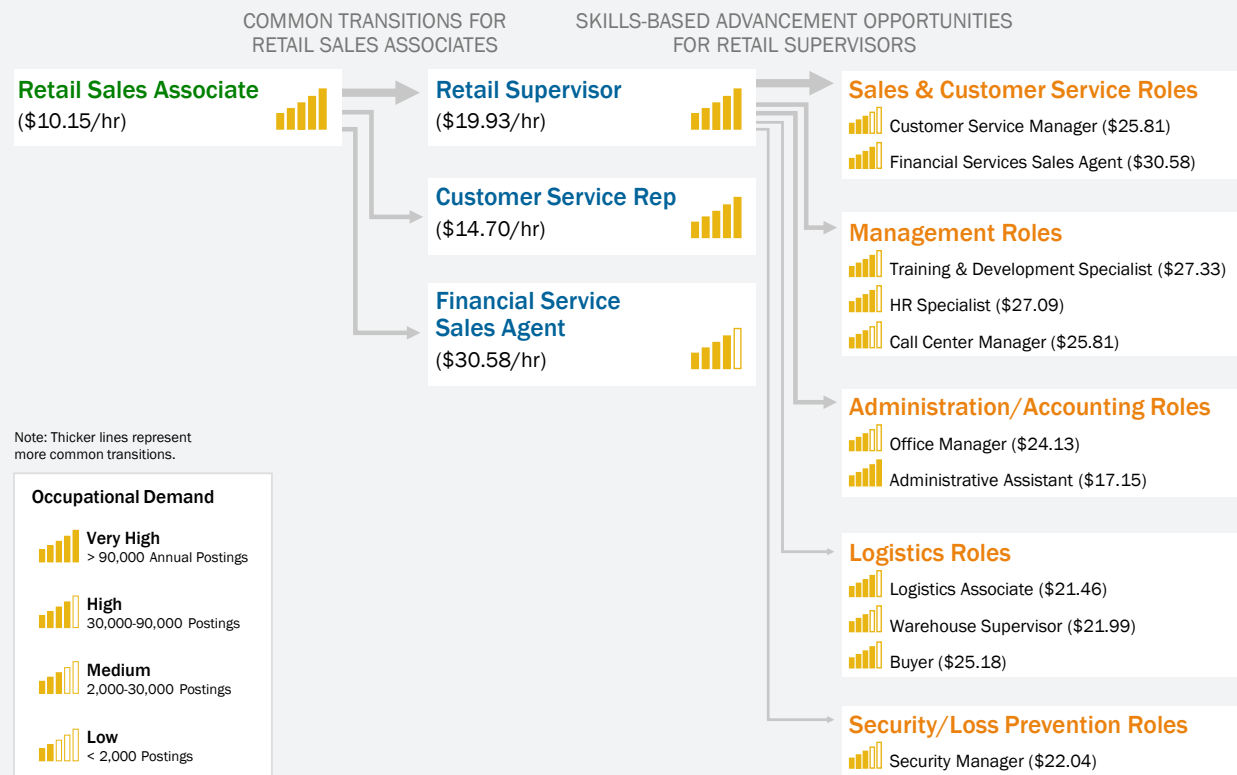 COMMON TRANSITIONS FOR
RETAIL SALES ASSOCIATES
SKILLS-BASED ADVANCEMENT OPPORTUNITIES
FOR RETAIL SUPERVISORS
Retail Sales Associate
($10.15/hr)
Retail Supervisor
($19.93/hr)
Customer Service Rep
($14.70/hr)
Financial Service
Sales Agent
($30.58/hr)
Sales & Customer Service Roles
Customer Service Manager ($25.81)
Financial Services Sales Agent ($30.58)
Management Roles
Training & Development Specialist ($27.33)
HR Specialist ($27.09)
Call Center Manager ($25.81)
Administration/Accounting Roles
Office Manager ($24.13)
Administrative Assistant ($17.15)
Logistics Roles
Logistics Associate ($21.46)
Warehouse Supervisor ($21.99)
Buyer ($25.18)
Security/Loss Prevention Roles
Security Manager ($22.04)
Note: Thicker lines represent
more common transitions.
Occupational Demand
Very High
> 90,000 Annual Postings
High
30,000-90,000 Postings
Medium
2,000-30,000 Postings
Low
< 2,000 Postings